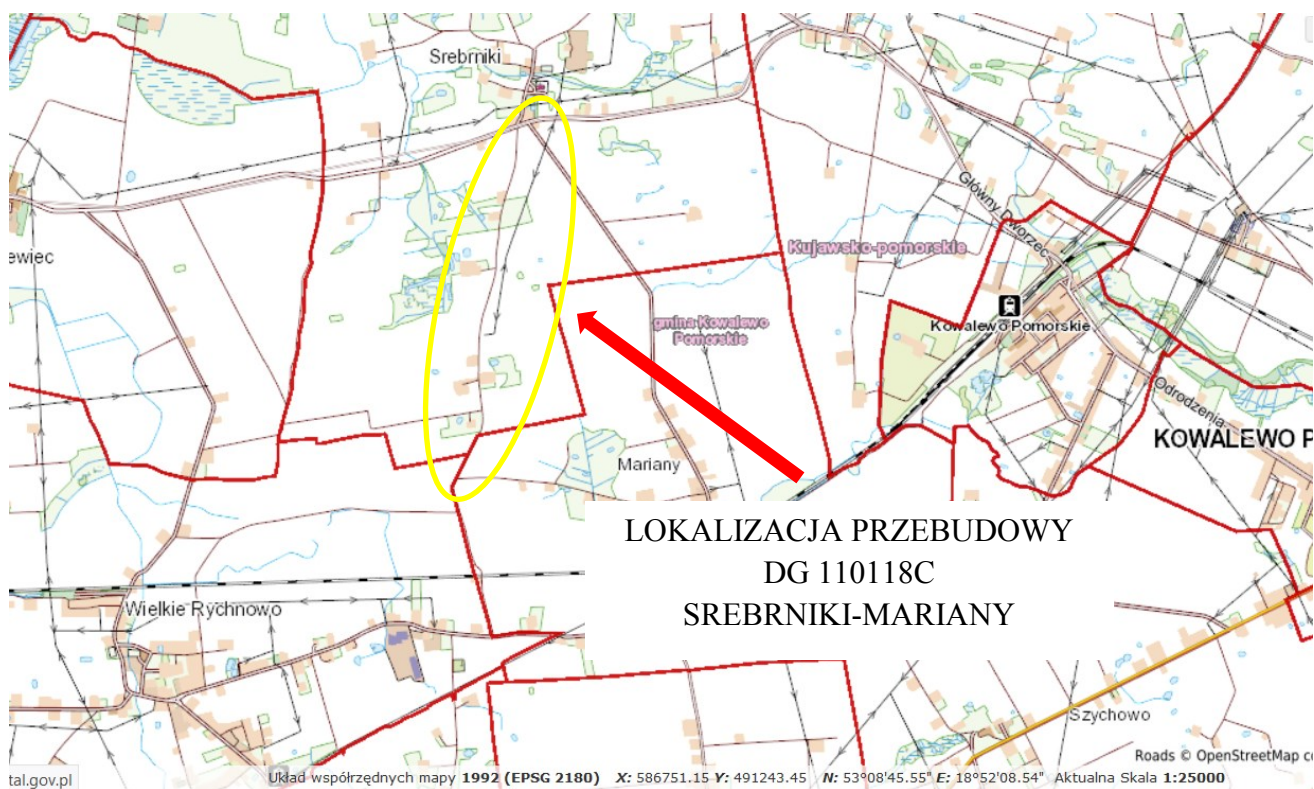 Srebrniki
ewiec
Główny Dworzec
Kujawsko-pomorskie
gmina Kowalewo
Pomorskie
Kowalewo Pomorskie
Odrodzenia
KOWALEWO P
Mariany
LOKALIZACJA PRZEBUDOWY
DG 110118C
SREBRNIKI-MARIANY
Wielkie Rychnowo
Szychowo
Roads © OpenStreetMap co
tal.gov.pl
Układ współrzędnych mapy 1992 (EPSG 2180) X: 586751.15 Y: 491243.45 N: 53°08'45.55" E: 18°52'08.54" Aktualna Skala 1:25000